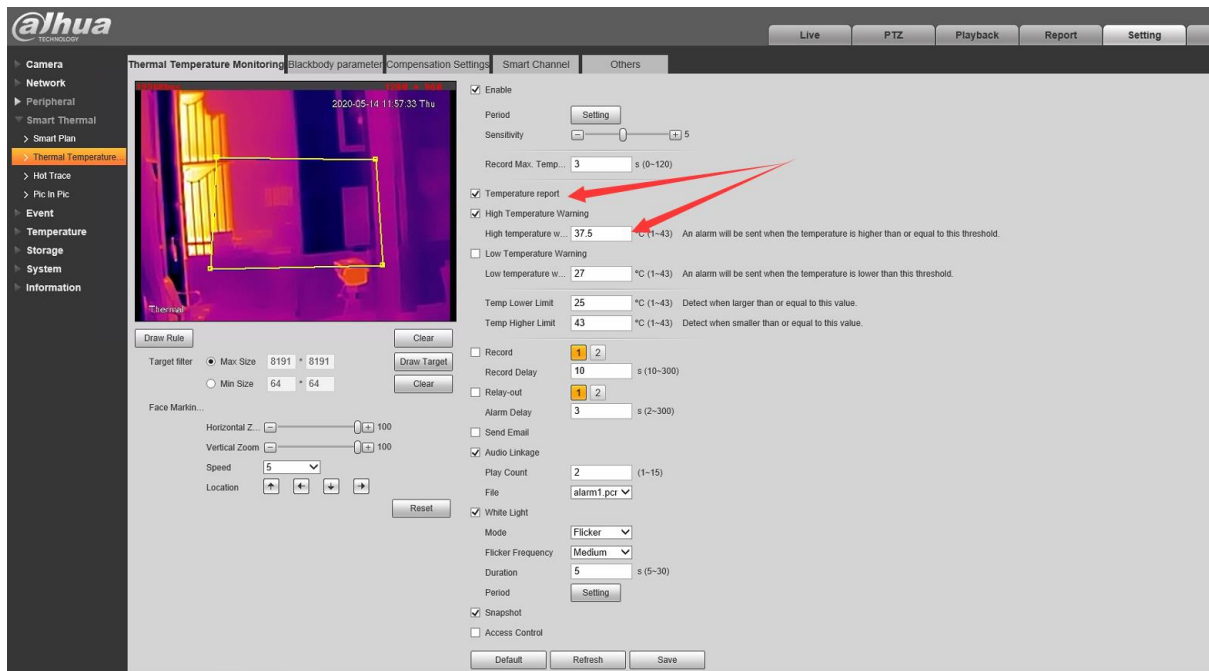 alhua
TECHNOLOGY
Live PTZ Playback Report Setting
Camera
Network
Peripheral
Smart Thermal
Smart Plan
Thermal Temperature...
Hot Trace
Pic In Pic
Event
Temperature
Storage
System
Information
Thermal Temperature Monitoring Blackbody parameter Compensation Settings Smart Channel Others
2020-05-14 11:57:33 Thu
Thermal
Draw Rule Clear
Target filter Max Size 8191 * 8191 Draw Target
Min Size 64 * 64 Clear
Face Markin...
Horizontal Z... 100
Vertical Zoom 100
Speed 5
Location
Reset
Enable
Period Setting
Sensitivity 5
Record Max. Temp... 3 s (0~120)
Temperature report
High Temperature Warning
High temperature w... 37.5 °C (1~43) An alarm will be sent when the temperature is higher than or equal to this threshold.
Low Temperature Warning
Low temperature w... 27 °C (1~43) An alarm will be sent when the temperature is lower than this threshold.
Temp Lower Limit 25 °C (1~43) Detect when larger than or equal to this value.
Temp Higher Limit 43 °C (1~43) Detect when smaller than or equal to this value.
Record 1 2
Record Delay 10 s (10~300)
Relay-out 1 2
Alarm Delay 3 s (2~300)
Send Email
Audio Linkage
Play Count 2 (1~15)
File alarm1.pcr
White Light
Mode Flicker
Flicker Frequency Medium
Duration 5 s (5~30)
Period Setting
Snapshot
Access Control
Default Refresh Save